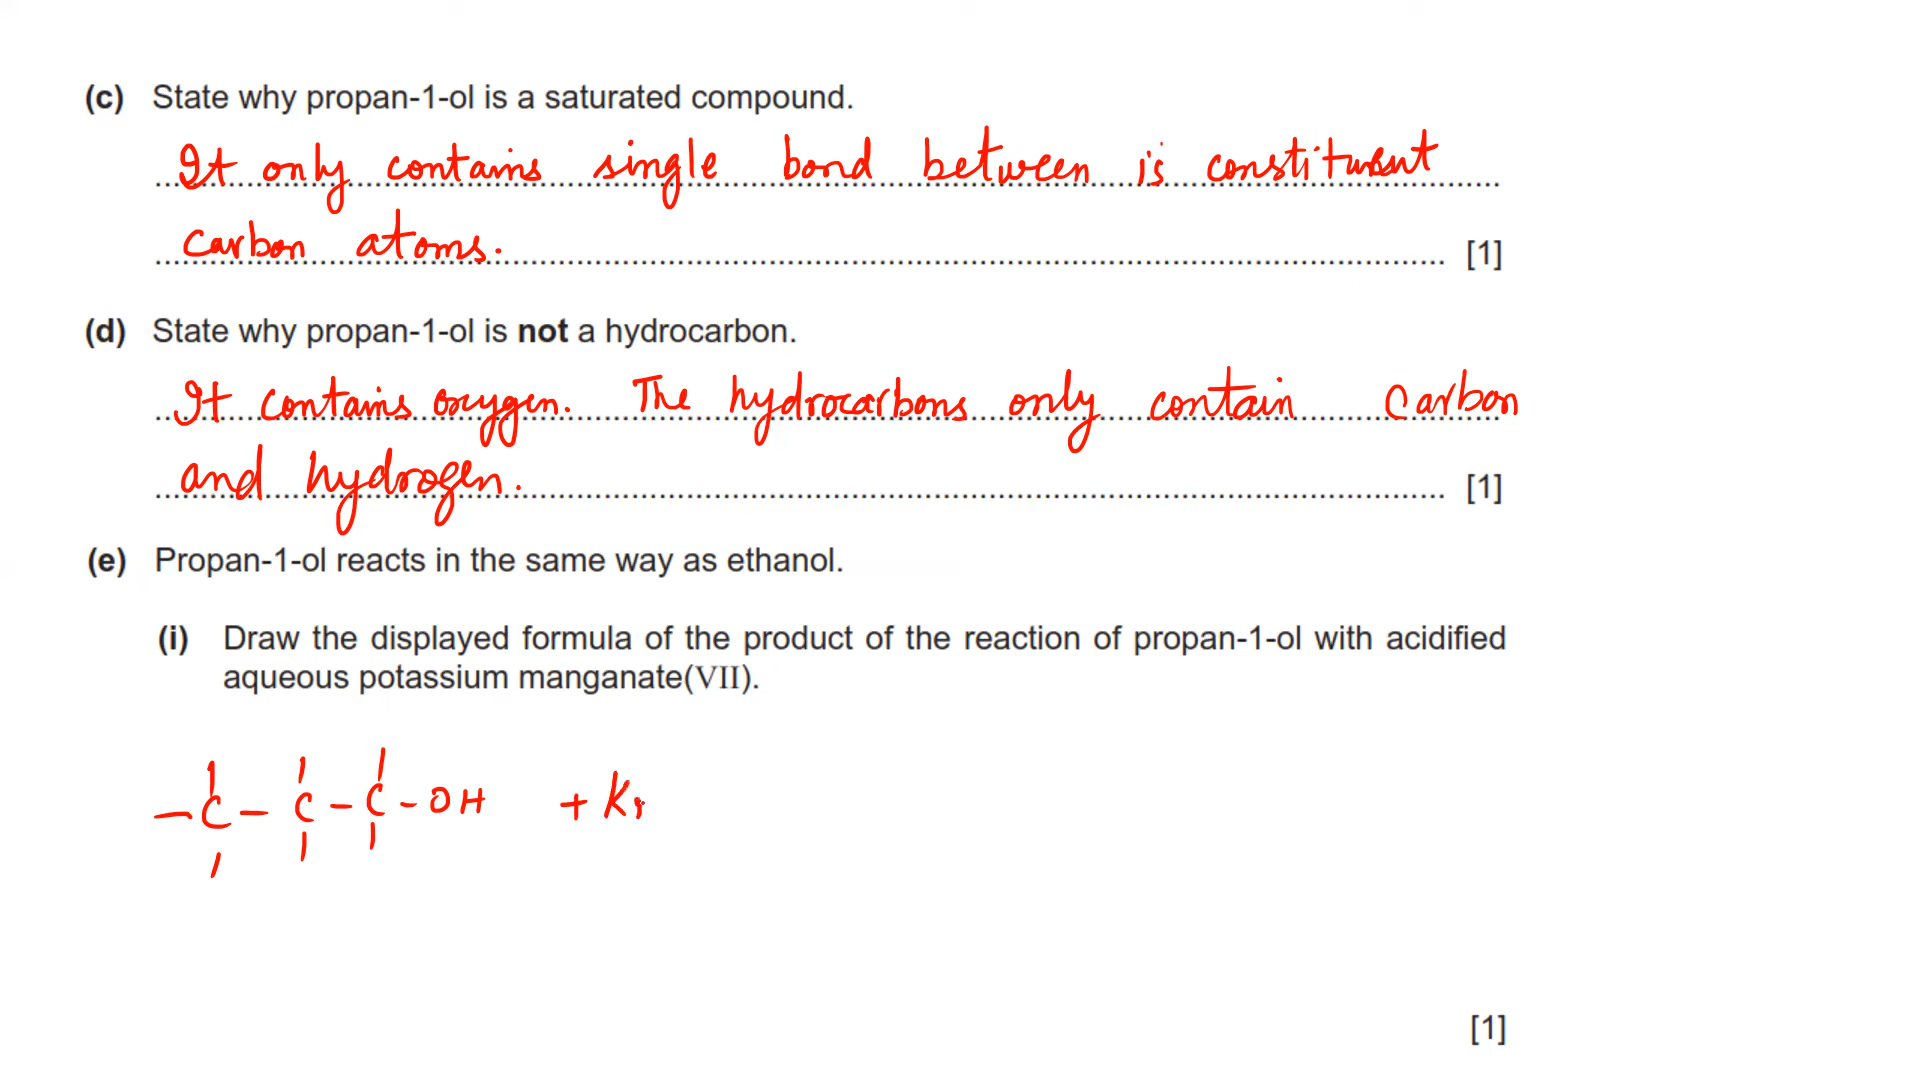 (c) State why propan-1-ol is a saturated compound.
It only contains single bond between is constituent
carbon atoms. [1]
(d) State why propan-1-ol is not a hydrocarbon.
It contains oxygen. The hydrocarbons only contain carbon
and hydrogen. [1]
(e) Propan-1-ol reacts in the same way as ethanol.
(i) Draw the displayed formula of the product of the reaction of propan-1-ol with acidified
aqueous potassium manganate(VII).
-C-C-C-OH + K
[1]